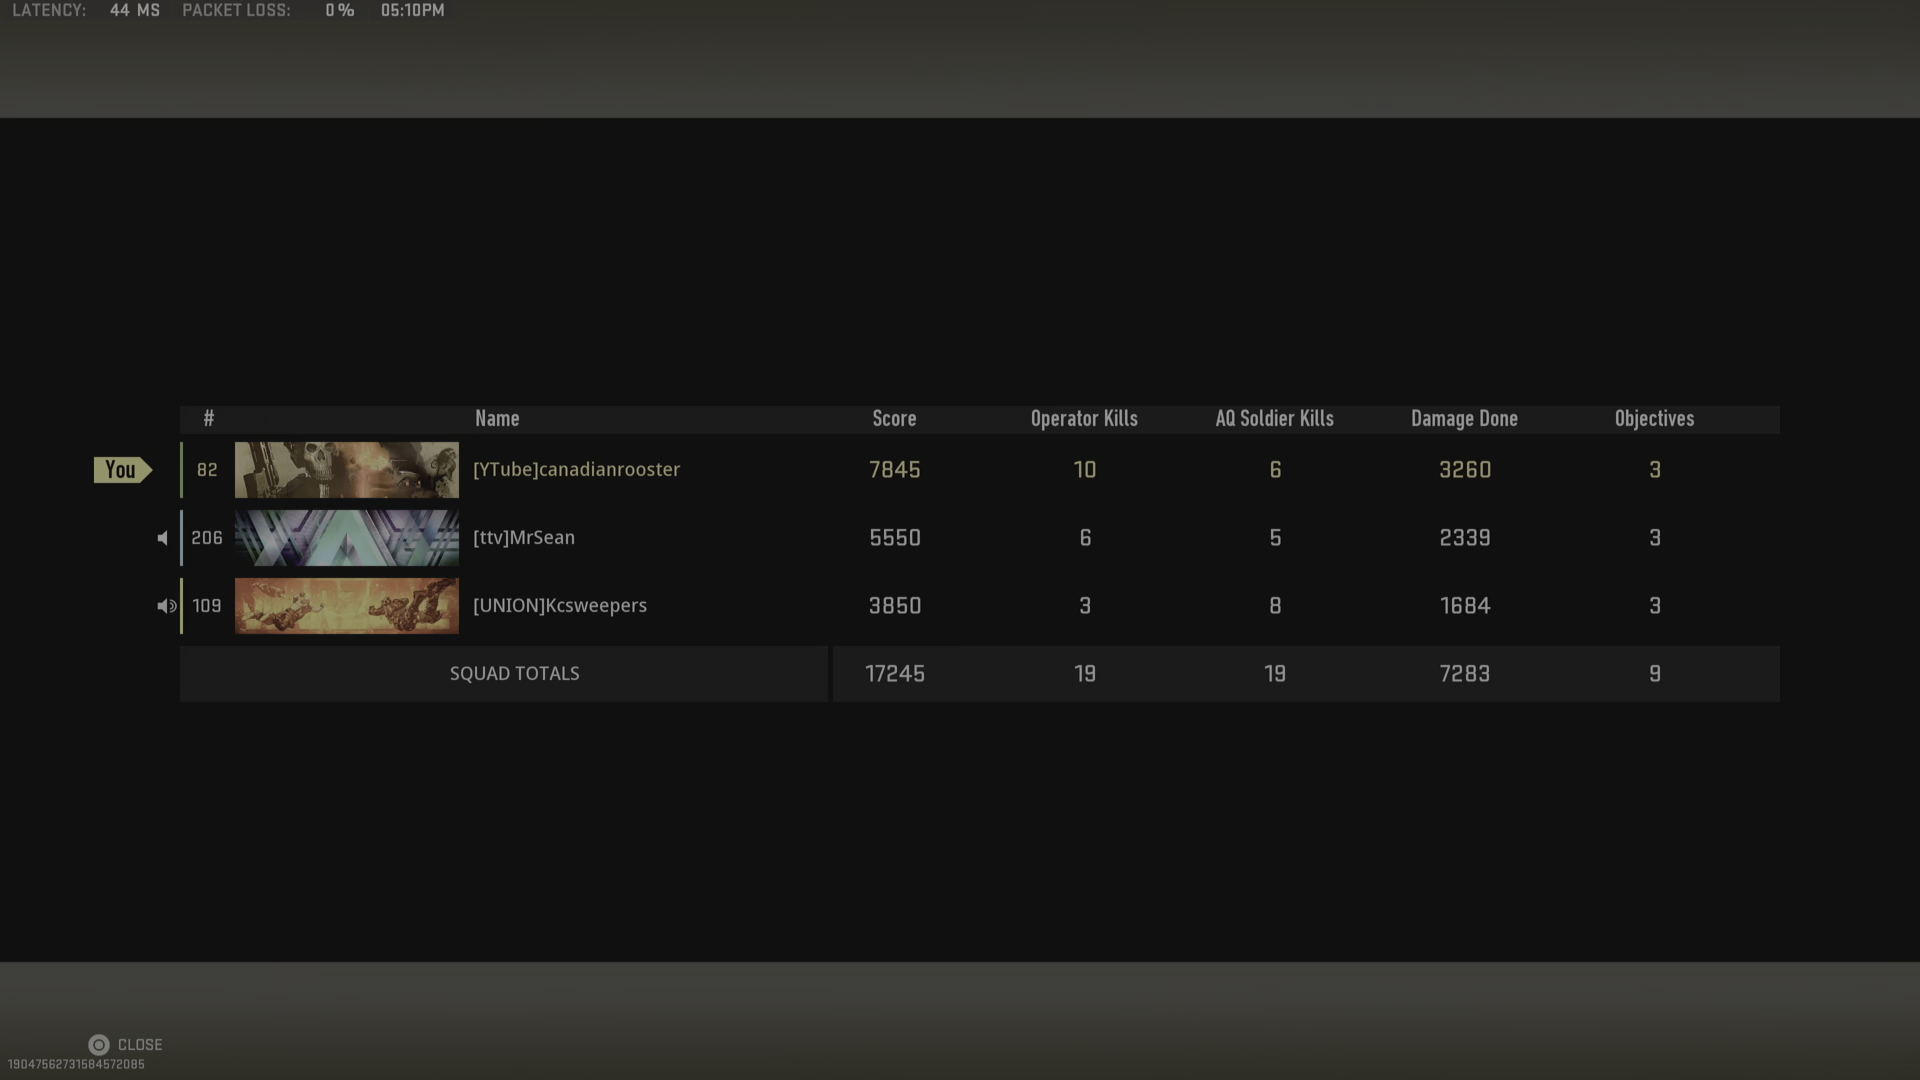 LATENCY: 44 MS PACKET LOSS: 0% 05:10PM
# Name Score Operator Kills AQ Soldier Kills Damage Done Objectives
You 82 [YTube]canadianrooster 7845 10 6 3260 3
206 [ttv]MrSean 5550 6 5 2339 3
109 [UNION]Kcsweepers 3850 3 8 1684 3
SQUAD TOTALS 17245 19 19 7283 9
CLOSE
19047562731584572085